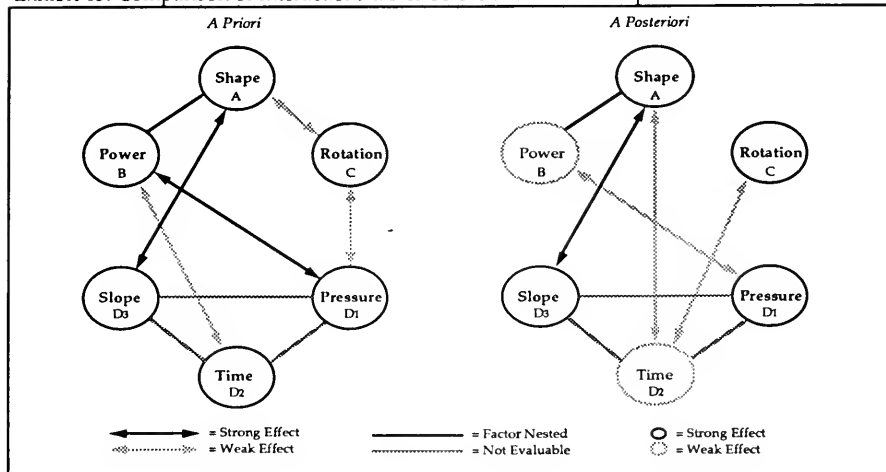 A Priori
A Posteriori
Shape
A
Power
B
Rotation
C
Slope
D3
Pressure
D1
Time
D2
Shape
A
Power
B
Rotation
C
Slope
D3
Pressure
D1
Time
D2
= Strong Effect
= Weak Effect
= Factor Nested
= Not Evaluable
= Strong Effect
= Weak Effect